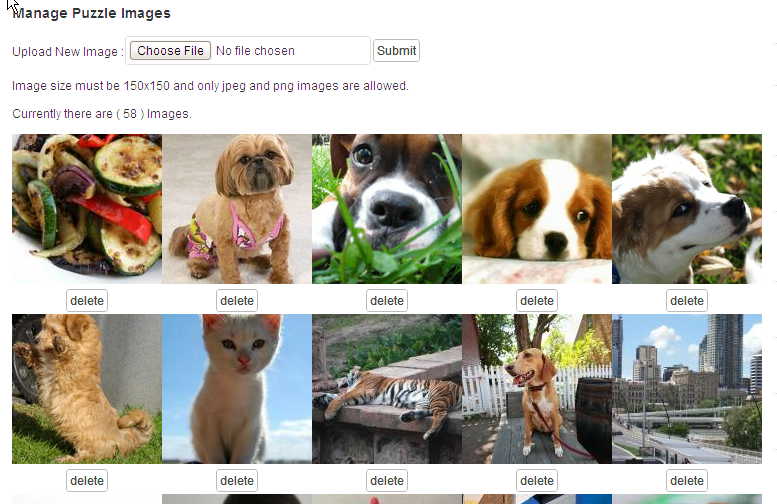 Manage Puzzle Images
Upload New Image : Choose File No file chosen Submit
Image size must be 150x150 and only jpeg and png images are allowed.
Currently there are ( 58 ) Images.
delete delete delete delete delete
delete delete delete delete delete